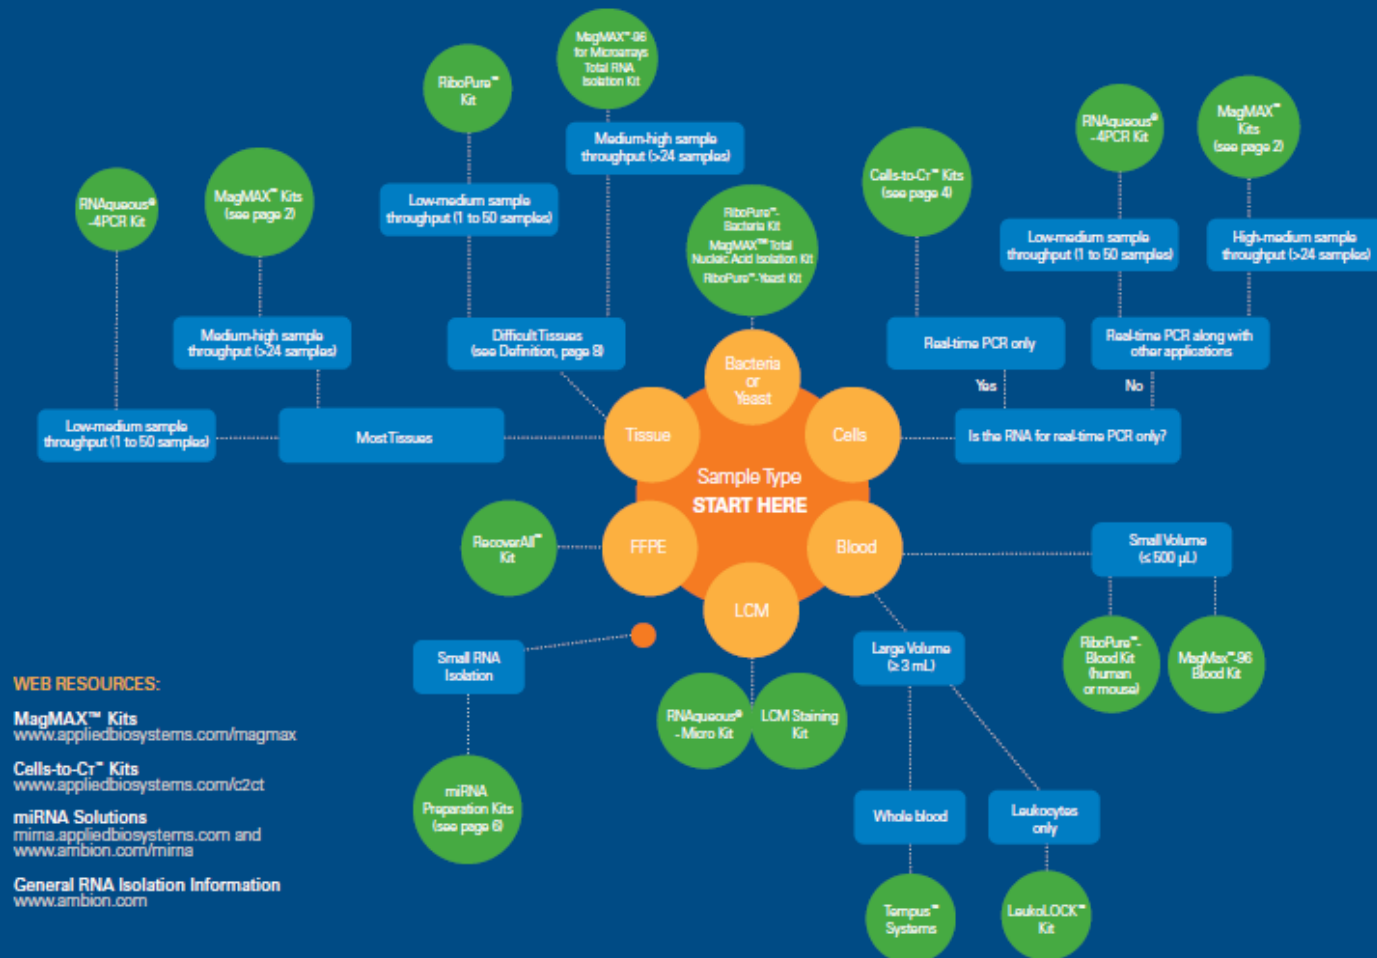 MagMAX™-96
for Microarrays
Total RNA
Isolation Kit
RiboPure™
Kit
Medium-high sample
throughput (>24 samples)
Low-medium sample
throughput (1 to 50 samples)
RNAqueous®
-4PCR Kit
MagMAX™ Kits
(see page 2)
Medium-high sample
throughput (>24 samples)
Difficult Tissues
(see Definition, page 8)
Low-medium sample
throughput (1 to 50 samples)
Most Tissues
RiboPure™-
Bacteria Kit
MagMAX™ Total
Nucleic Acid Isolation Kit
RiboPure™-Yeast Kit
Cells-to-CT™ Kits
(see page 4)
RNAqueous®
-4PCR Kit
MagMAX™
Kits
(see page 2)
Low-medium sample
throughput (1 to 50 samples)
High-medium sample
throughput (>24 samples)
Real-time PCR only
Real-time PCR along with
other applications
Yes
No
Is the RNA for real-time PCR only?
Bacteria
or
Yeast
Tissue
Cells
Sample Type
START HERE
FFPE
Blood
LCM
RecoverAll™
Kit
Small Volume
(≤ 500 µL)
RiboPure™-
Blood Kit
(human
or mouse)
MagMax™-96
Blood Kit
Large Volume
(≥ 3 mL)
Whole blood
Leukocytes
only
Tempus™
Systems
LeukoLOCK™
Kit
RNAqueous®
- Micro Kit
LCM Staining
Kit
Small RNA
Isolation
miRNA
Preparation Kits
(see page 6)
WEB RESOURCES:
MagMAX™ Kits
www.appliedbiosystems.com/magmax
Cells-to-CT™ Kits
www.appliedbiosystems.com/c2ct
miRNA Solutions
mirna.appliedbiosystems.com and
www.ambion.com/mirna
General RNA Isolation Information
www.ambion.com